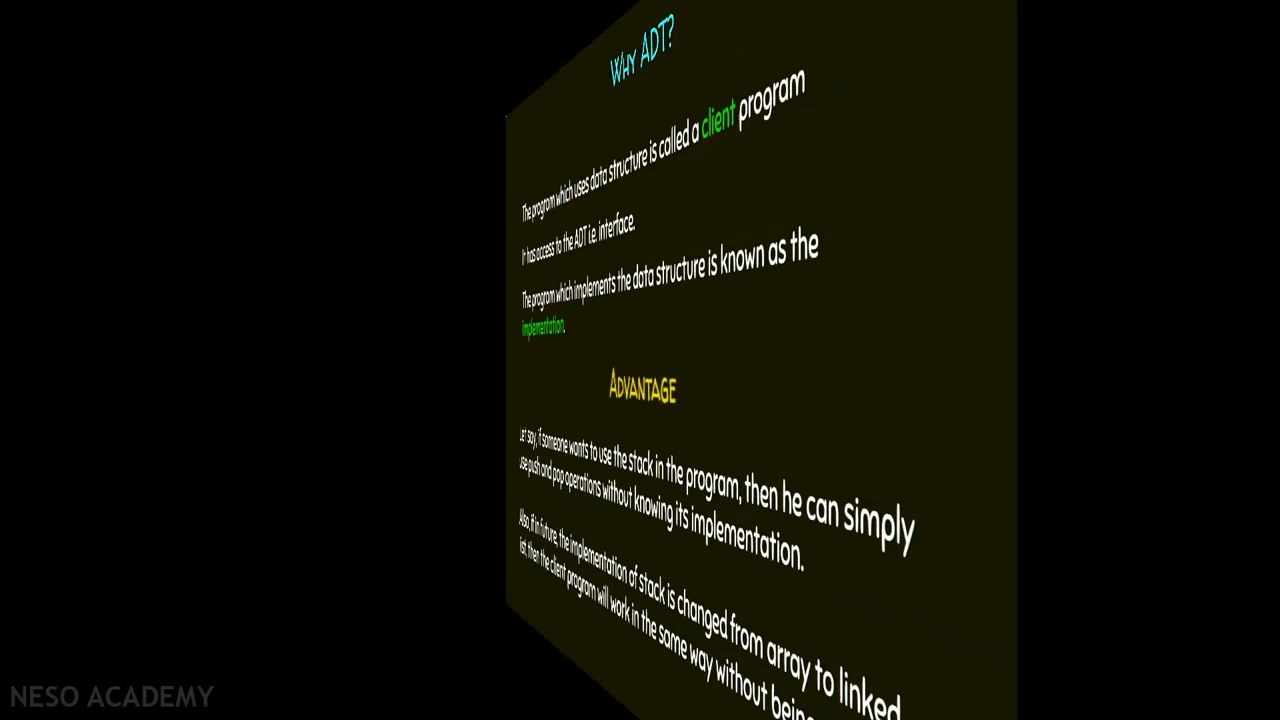 WHY ADT?
The program which uses data structure is called a client program
It has access to the ADT i.e. interface.
The program which implements the data structure is known as the
implementation.
ADVANTAGE
Let say, if someone wants to use the stack in the program, then he can simply
use push and pop operations without knowing its implementation.
Also, if in future, the implementation of stack is changed from array to linked
list, then the client program will work in the same way without being
NESO ACADEMY